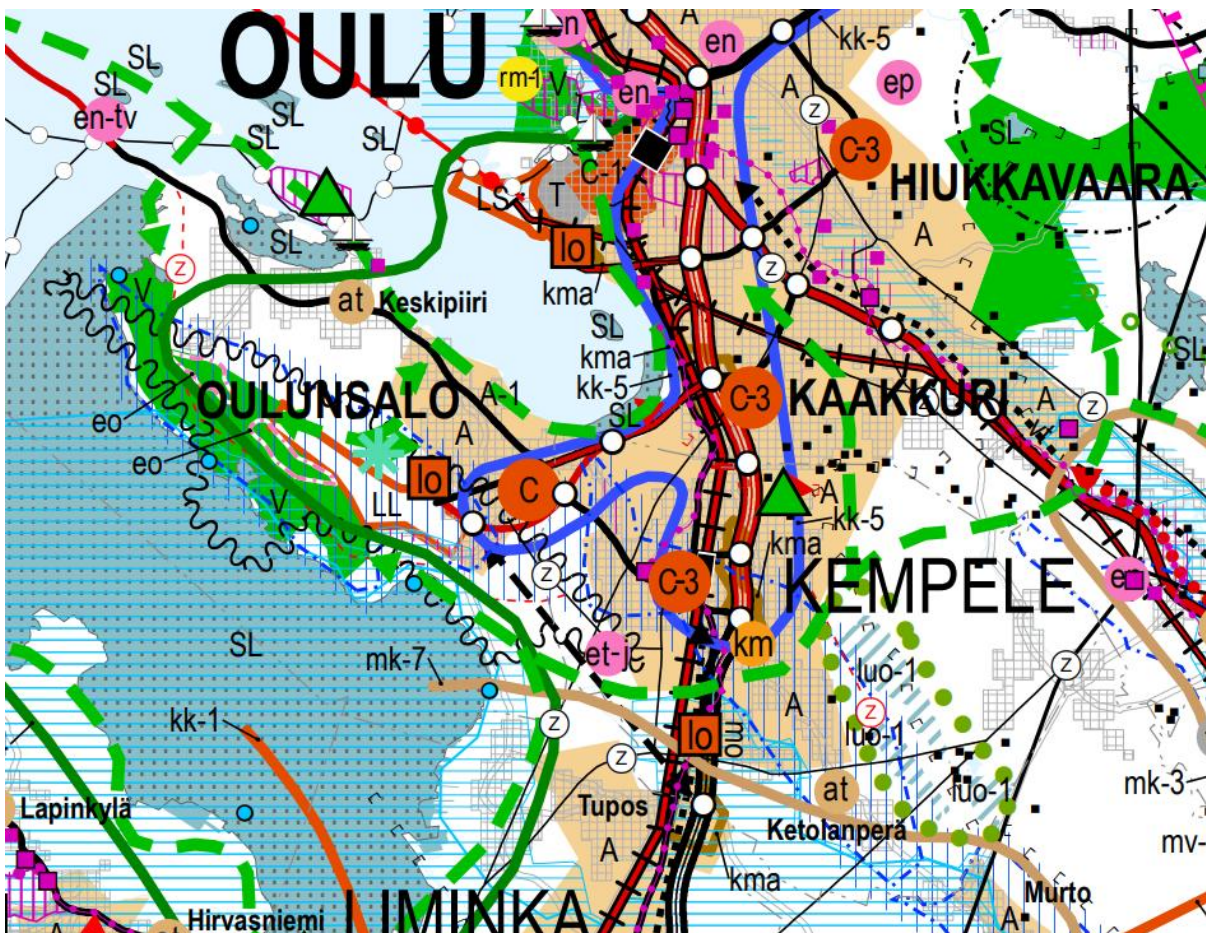 OULU
A
en
en
kk-5
SL
SL
rm-1
V
en
A
ep
en-tv
SL
SL
SL
SL
Z
C-1
C-3
SL
HIUKKAVAARA
LS
T
lo
A
SL
Z
Z
kma
V
at
Keskipiiri
SL
kma
kk-5
SL
A-1
OULUNSALO
C-3
KAAKKURI
A
Z
eo
SL
A
eo
lo
C
A
V
LL
kk-5
kma
A
Z
C-3
KEMPELE
SL
et-j
km
mk-7
luo-1
Z
A
Z
kk-1
Z
lo
mo
luo-1
Z
at
luo-1
mk-3
Lapinkylä
Tupos
Ketolanperä
A
mv-
kma
Murto
Hirvasniemi
LIMINKA
A